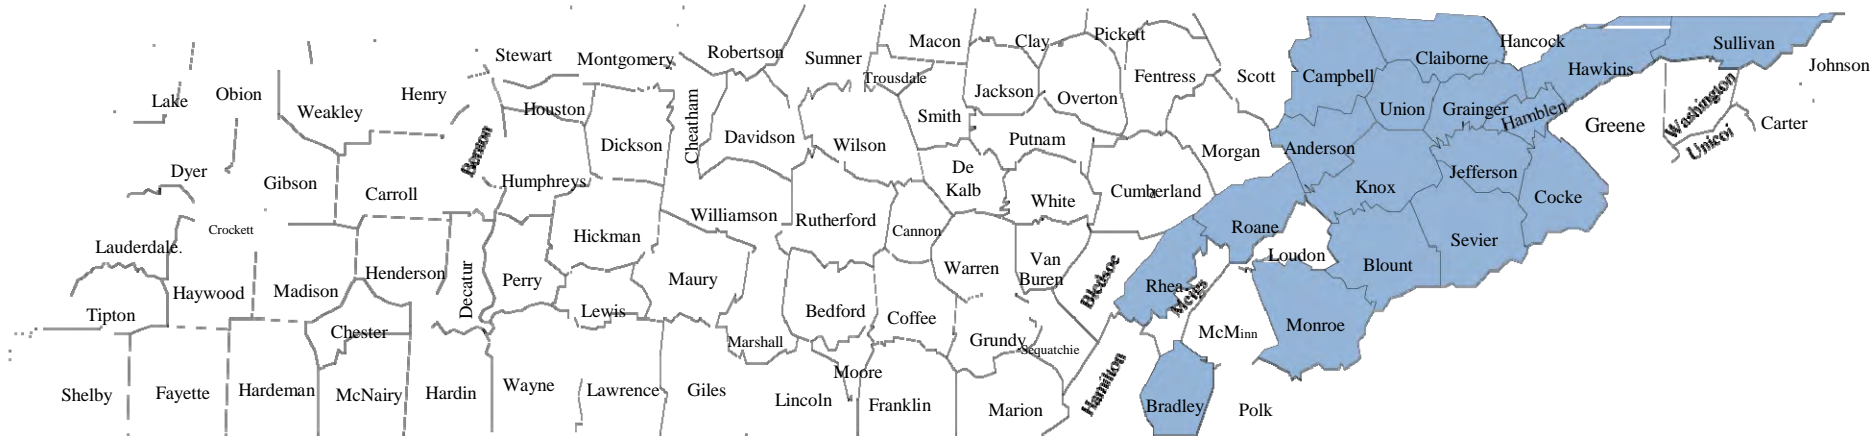 Lake
Obion
Weakley
Henry
Stewart
Montgomery
Robertson
Sumner
Macon
Trousdale
Clay
Pickett
Fentress
Scott
Campbell
Claiborne
Hancock
Hawkins
Sullivan
Johnson
Houston
Dickson
Cheatham
Davidson
Wilson
Smith
Jackson
Overton
Putnam
Morgan
Anderson
Union
Grainger
Hamblen
Greene
Washington
Unicoi
Carter
Dyer
Gibson
Carroll
Benton
Humphreys
Crockett
Lauderdale.
Williamson
Rutherford
Cannon
De
Kalb
White
Cumberland
Roane
Knox
Jefferson
Cocke
Haywood
Madison
Henderson
Decatur
Perry
Hickman
Maury
Warren
Van
Buren
Bledsoe
Rhea
Meigs
Loudon
Blount
Sevier
Tipton
Chester
Lewis
Marshall
Bedford
Coffee
Grundy
Sequatchie
McMinn
Monroe
Shelby
Fayette
Hardeman
McNairy
Hardin
Wayne
Lawrence
Giles
Lincoln
Moore
Franklin
Marion
Hamilton
Bradley
Polk